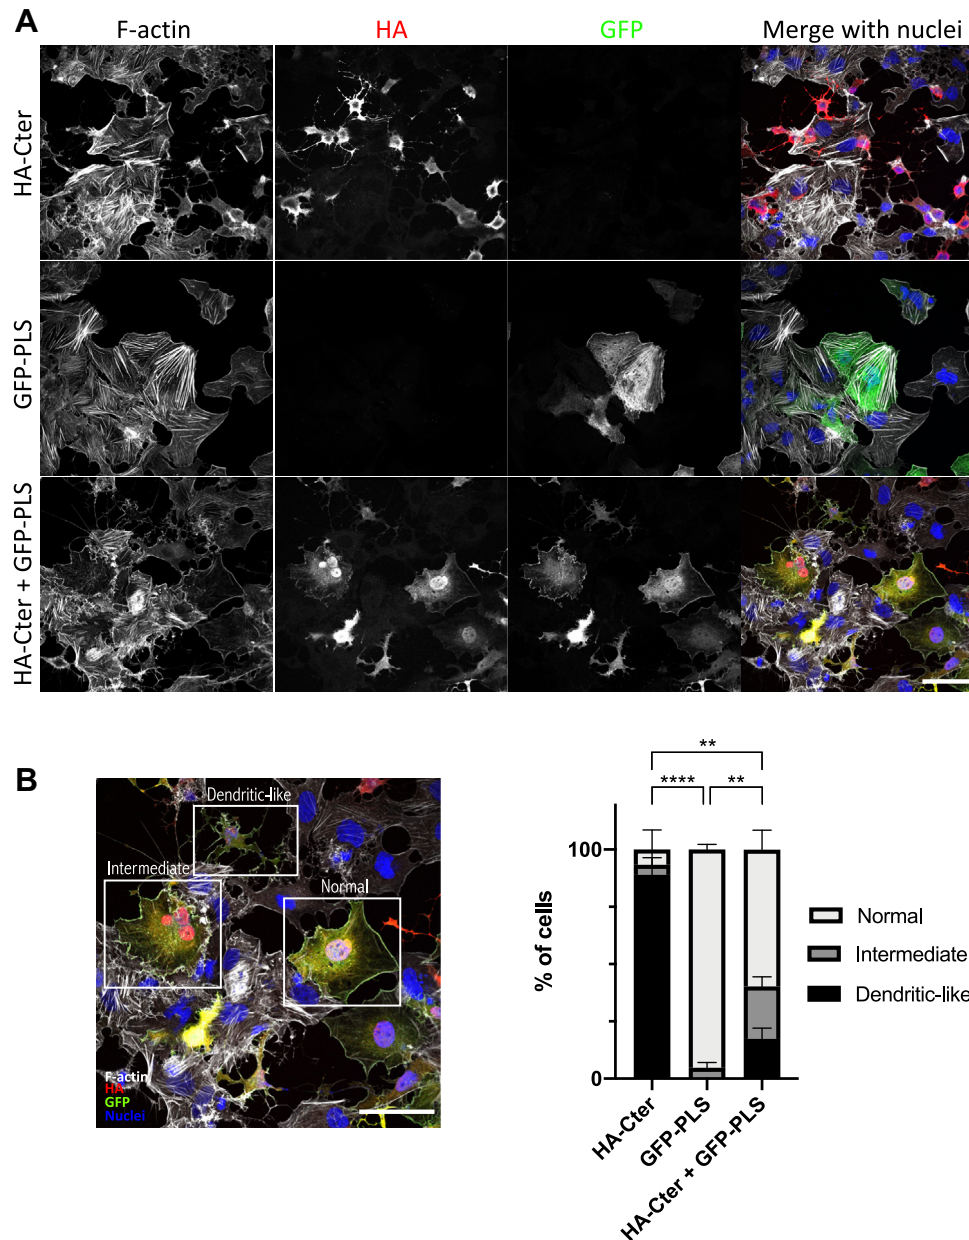 A
F-actin HA GFP Merge with nuclei
HA-Cter
GFP-PLS
HA-Cter + GFP-PLS
B
Dendritic-like
Intermediate
Normal
F-actin
HA
GFP
Nuclei
**
**** **
100
0
% of cells
Normal
Intermediate
Dendritic-like
HA-Cter
GFP-PLS
HA-Cter + GFP-PLS